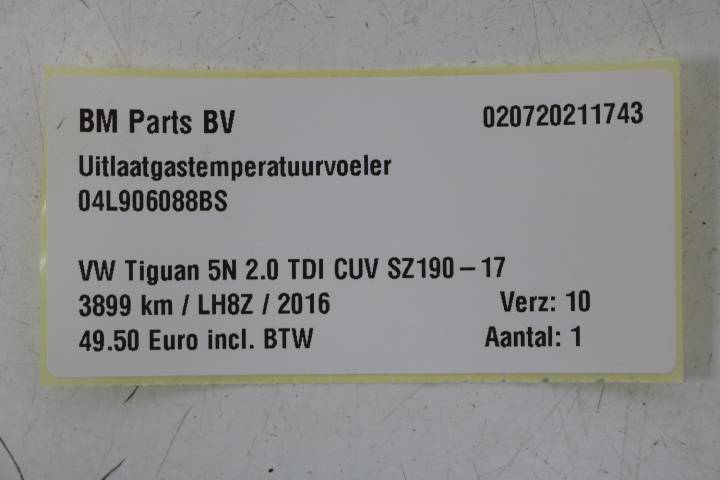 BM Parts BV 020720211743
Uitlaatgastemperatuurvoeler
04L906088BS
VW Tiguan 5N 2.0 TDI CUV SZ190-17
3899 km / LH8Z / 2016 Verz: 10
49.50 Euro incl. BTW Aantal: 1